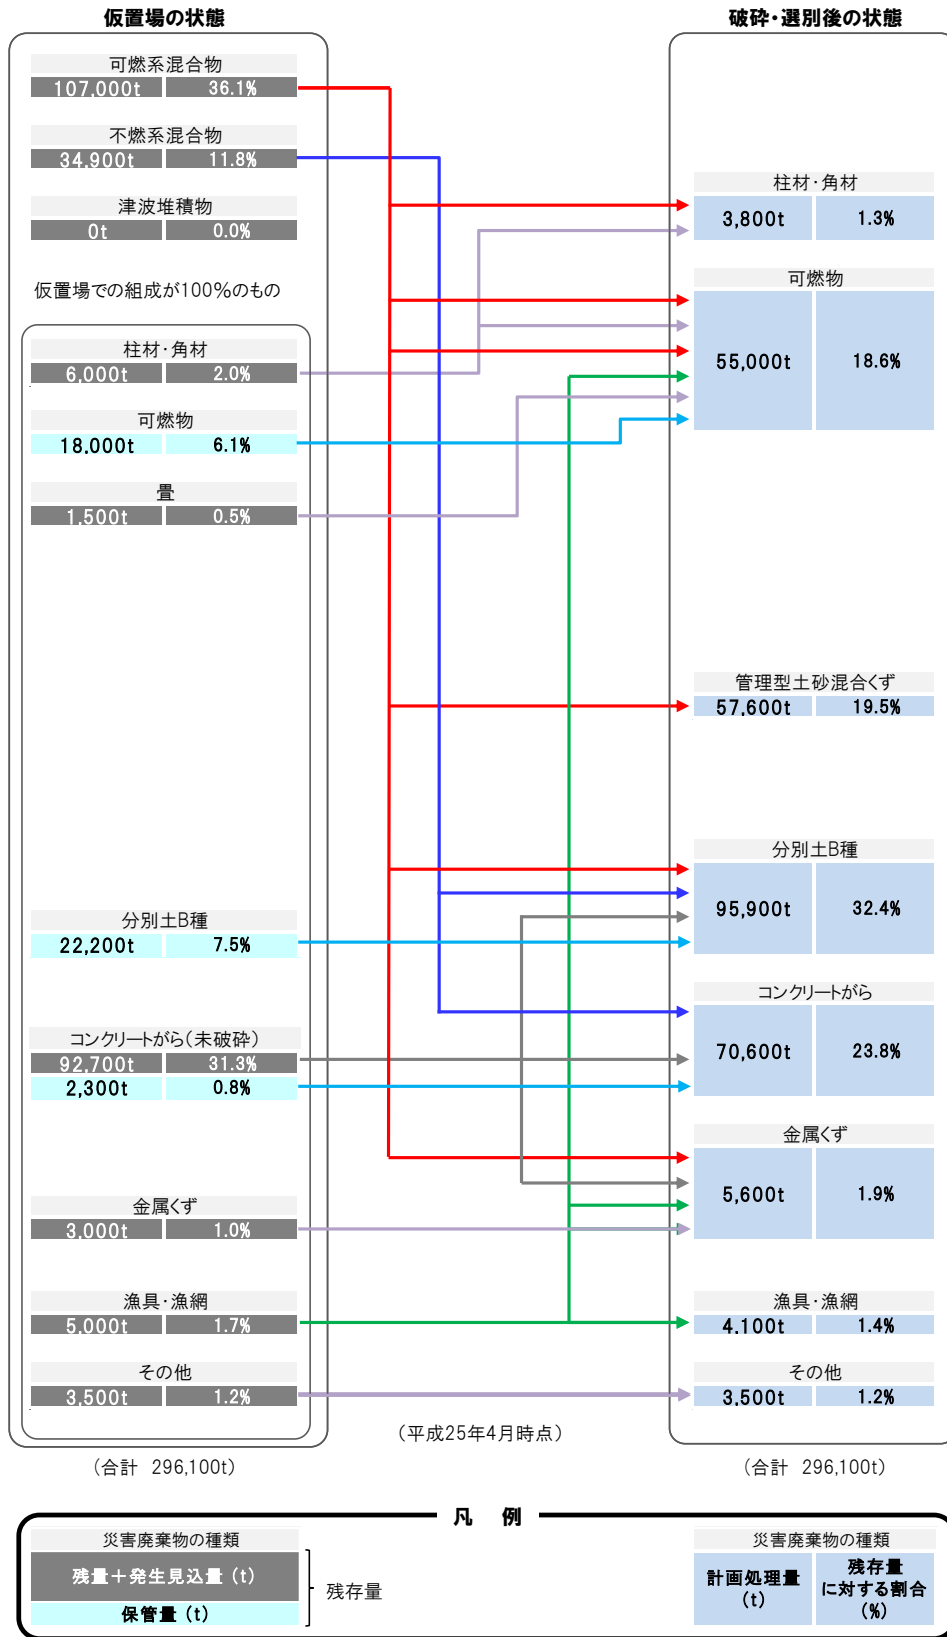 仮置場の状態
可燃系混合物
107,000t 36.1%
不燃系混合物
34,900t 11.8%
津波堆積物
0t 0.0%
仮置場での組成が100%のもの
柱材・角材
6,000t 2.0%
可燃物
18,000t 6.1%
畳
1,500t 0.5%
分別土B種
22,200t 7.5%
コンクリートがら(未破砕)
92,700t 31.3%
2,300t 0.8%
金属くず
3,000t 1.0%
漁具・漁網
5,000t 1.7%
その他
3,500t 1.2%
(合計 296,100t)
(平成25年4月時点)
破砕・選別後の状態
柱材・角材
3,800t 1.3%
可燃物
55,000t 18.6%
管理型土砂混合くず
57,600t 19.5%
分別土B種
95,900t 32.4%
コンクリートがら
70,600t 23.8%
金属くず
5,600t 1.9%
漁具・漁網
4,100t 1.4%
その他
3,500t 1.2%
(合計 296,100t)
凡 例
災害廃棄物の種類
残量+発生見込量(t)
保管量(t)
残存量
災害廃棄物の種類
計画処理量
(t)
残存量
に対する割合
(%)